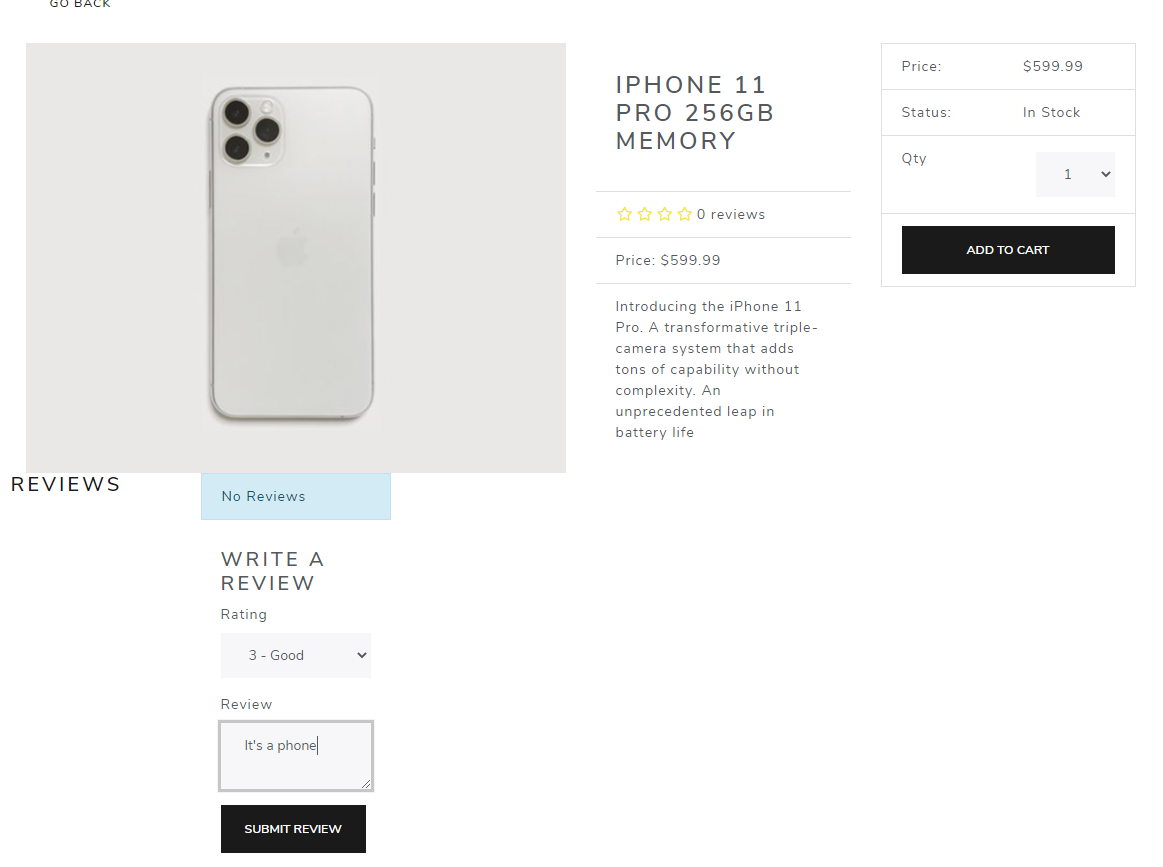 GO BACK
IPHONE 11
PRO 256GB
MEMORY
0 reviews
Price: $599.99
Introducing the iPhone 11
Pro. A transformative triple-
camera system that adds
tons of capability without
complexity. An
unprecedented leap in
battery life
Price: $599.99
Status: In Stock
Qty 1
ADD TO CART
REVIEWS
No Reviews
WRITE A
REVIEW
Rating
3 - Good
Review
It's a phone
SUBMIT REVIEW